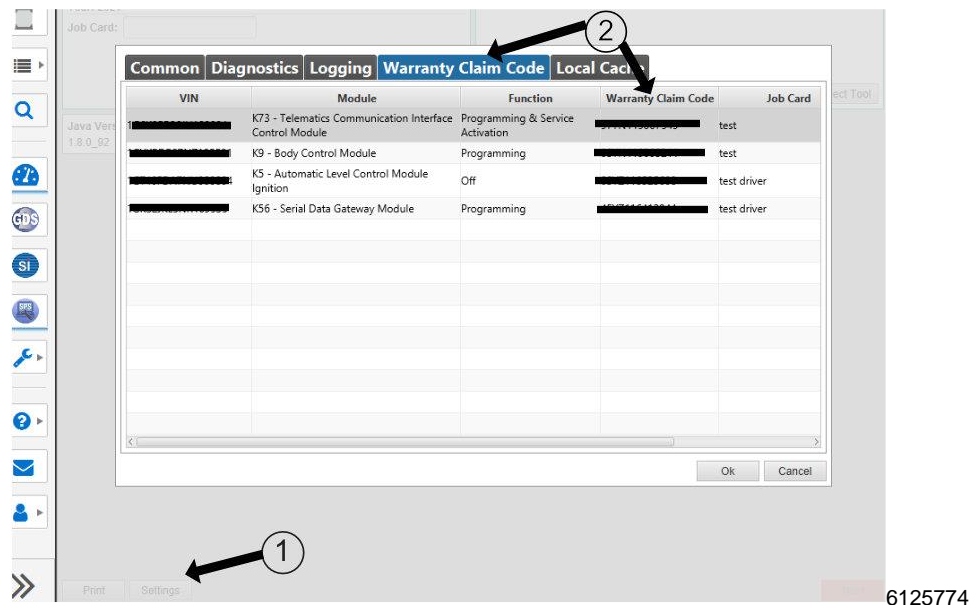 Job Card:
2
Common Diagnostics Logging Warranty Claim Code Local Cache
VIN Module Function Warranty Claim Code Job Card
K73 - Telematics Communication Interface Control Module Programming & Service Activation test
K9 - Body Control Module Programming test
K5 - Automatic Level Control Module Ignition Off test driver
K56 - Serial Data Gateway Module Programming test driver
ect Tool
Java Vers
1.8.0_92
GDS
SI
SPS
Ok Cancel
1
Print Settings
6125774